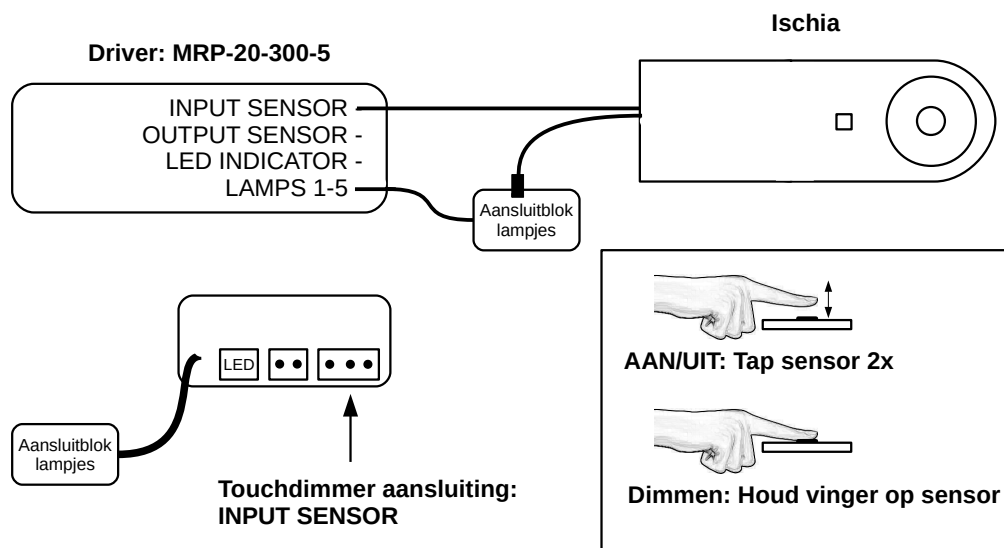 Ischia
Driver: MRP-20-300-5
INPUT SENSOR -
OUTPUT SENSOR -
LED INDICATOR -
LAMPS 1-5
Aansluitblok
lampjes
LED
Aansluitblok
lampjes
Touchdimmer aansluiting:
INPUT SENSOR
AAN/UIT: Tap sensor 2x
Dimmen: Houd vinger op sensor